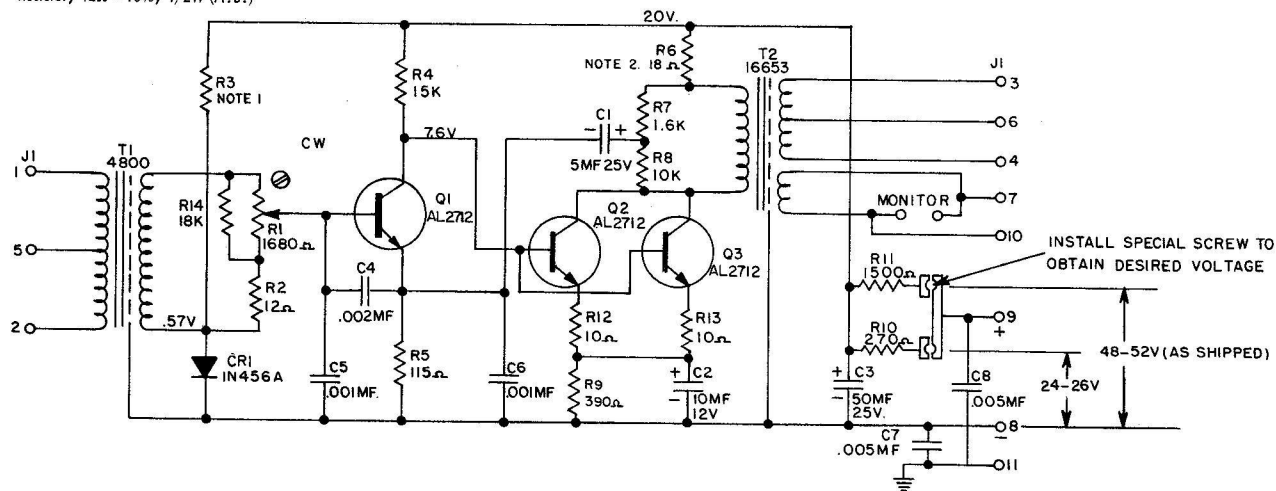 20V.
R3
NOTE 1
R4
15K
R6
NOTE 2. 18Ω
T2
16653
J1
3
6
4
7
10
MONITOR
R7
1.6K
C1
- +
5MF 25V
R8
10K
7.6V
CW
J1
1
5
2
T1
4800
R14
18K
R1
1680Ω
R2
12Ω
.57V
CR1
1N456A
Q1
AL2712
Q2
AL2712
Q3
AL2712
C4
.002MF
C5
.001MF.
R5
115Ω
C6
.001MF
R12
10Ω
R13
10Ω
R9
390Ω
+ C2
- 10MF
12V
R11
1500Ω
R10
270Ω
INSTALL SPECIAL SCREW TO
OBTAIN DESIRED VOLTAGE
9
+
48-52V (AS SHIPPED)
24-26V
+ C3
- 50MF
25V.
C8
.005MF
C7
.005MF
8
-
11